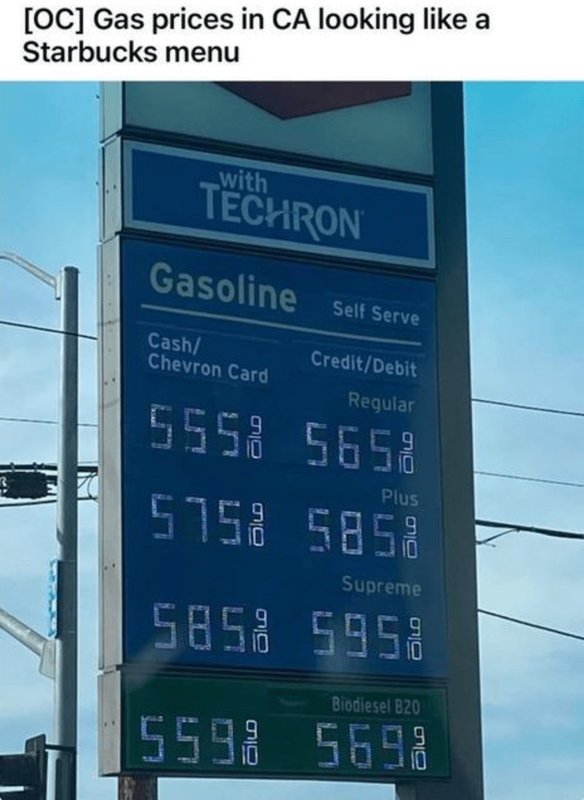 [OC] Gas prices in CA looking like a
Starbucks menu
with
TECHRON
Gasoline
Self Serve
Cash/
Chevron Card
Credit/Debit
Regular
555 9/10 565 9/10
Plus
575 9/10 585 9/10
Supreme
585 9/10 595 9/10
Biodiesel B20
559 9/10 569 9/10